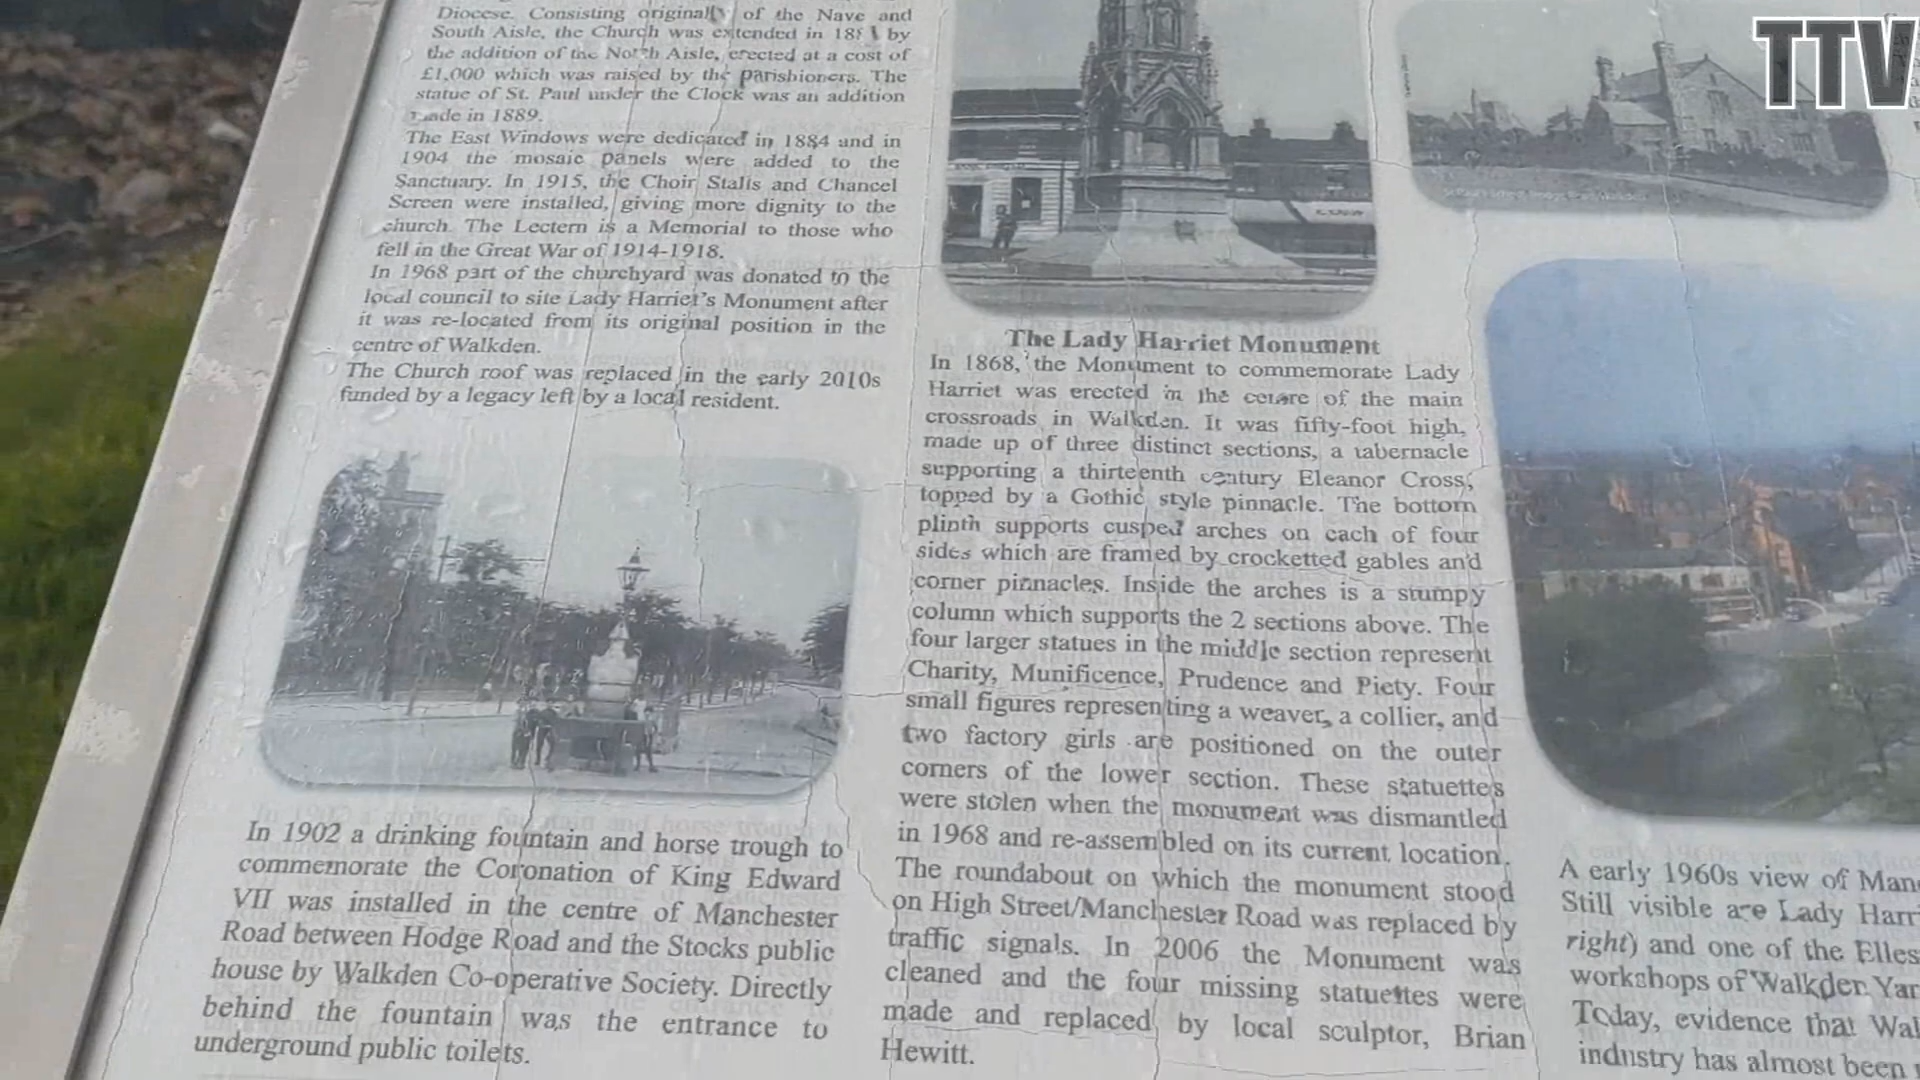 Diocese. Consisting originally of the Nave and
South Aisle, the Church was extended in by
the addition of the North Aisle, erected at a cost of
£1,000 which was raised by the parishioners. The
statue of St. Paul under the Clock was an addition
made in 1889.
The East Windows were dedicated in 1884 and in
1904 the mosaic panels were added to the
Sanctuary. In 1915, the Choir Stalls and Chancel
Screen were installed, giving more dignity to the
church. The Lectern is a Memorial to those who
fell in the Great War of 1914-1918.
In 1968 part of the churchyard was donated to the
local council to site Lady Harriet's Monument after
it was re-located from its original position in the
centre of Walkden.
The Church roof was replaced in the early 2010s
funded by a legacy left by a local resident.
In 1902 a drinking fountain and horse trough to
commemorate the Coronation of King Edward
VII was installed in the centre of Manchester
Road between Hodge Road and the Stocks public
house by Walkden Co-operative Society. Directly
behind the fountain was the entrance to
underground public toilets.
The Lady Harriet Monument
In 1868, the Monument to commemorate Lady
Harriet was erected in the centre of the main
crossroads in Walkden. It was fifty-foot high,
made up of three distinct sections, a tabernacle
supporting a thirteenth century Eleanor Cross,
topped by a Gothic style pinnacle. The bottom
plinth supports cusped arches on each of four
sides which are framed by crocketted gables and
corner pinnacles. Inside the arches is a stumpy
column which supports the 2 sections above. The
four larger statues in the middle section represent
Charity, Munificence, Prudence and Piety. Four
small figures representing a weaver, a collier, and
two factory girls are positioned on the outer
corners of the lower section. These statuettes
were stolen when the monument was dismantled
in 1968 and re-assembled on its current location.
The roundabout on which the monument stood
on High Street/Manchester Road was replaced by
traffic signals. In 2006 the Monument was
cleaned and the four missing statuettes were
made and replaced by local sculptor, Brian
Hewitt.
TTV
A early 1960s view of Man
Still visible are Lady Harri
right) and one of the Elles
workshops of Walkden Yar
Today, evidence that Wal
industry has almost been